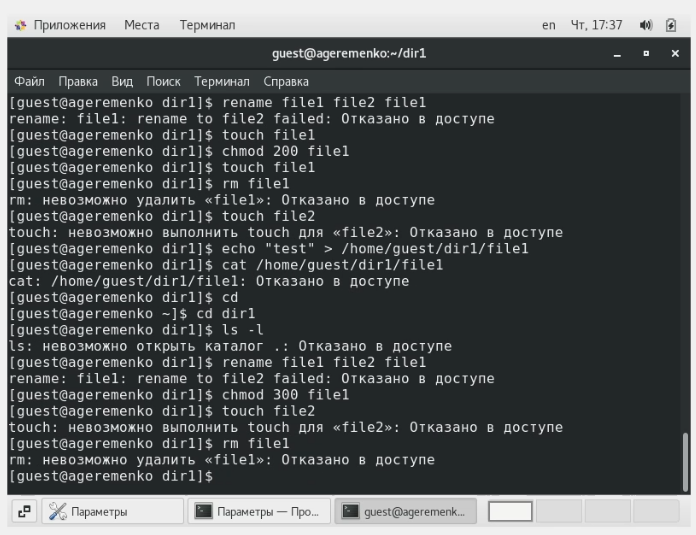 Приложения Места Терминал en Чт, 17:37
guest@ageremenko:~/dir1
Файл Правка Вид Поиск Терминал Справка
[guest@ageremenko dir1]$ rename file1 file2 file1
rename: file1: rename to file2 failed: Отказано в доступе
[guest@ageremenko dir1]$ touch file1
[guest@ageremenko dir1]$ chmod 200 file1
[guest@ageremenko dir1]$ touch file1
[guest@ageremenko dir1]$ rm file1
rm: невозможно удалить «file1»: Отказано в доступе
[guest@ageremenko dir1]$ touch file2
touch: невозможно выполнить touch для «file2»: Отказано в доступе
[guest@ageremenko dir1]$ echo "test" > /home/guest/dir1/file1
[guest@ageremenko dir1]$ cat /home/guest/dir1/file1
cat: /home/guest/dir1/file1: Отказано в доступе
[guest@ageremenko dir1]$ cd
[guest@ageremenko ~]$ cd dir1
[guest@ageremenko dir1]$ ls -l
ls: невозможно открыть каталог .: Отказано в доступе
[guest@ageremenko dir1]$ rename file1 file2 file1
rename: file1: rename to file2 failed: Отказано в доступе
[guest@ageremenko dir1]$ chmod 300 file1
[guest@ageremenko dir1]$ touch file2
touch: невозможно выполнить touch для «file2»: Отказано в доступе
[guest@ageremenko dir1]$ rm file1
rm: невозможно удалить «file1»: Отказано в доступе
[guest@ageremenko dir1]$
Параметры Параметры — Про... guest@ageremenk...